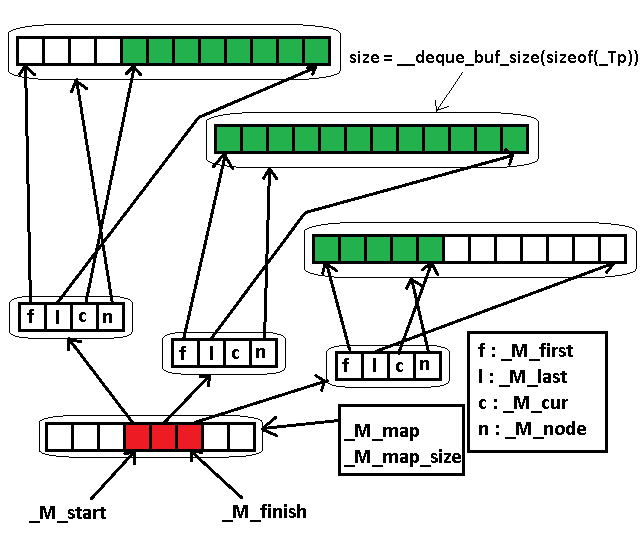 size = __deque_buf_size(sizeof(_Tp))
f l c n
f l c n
f l c n
f : _M_first
l : _M_last
c : _M_cur
n : _M_node
_M_map
_M_map_size
_M_start
_M_finish